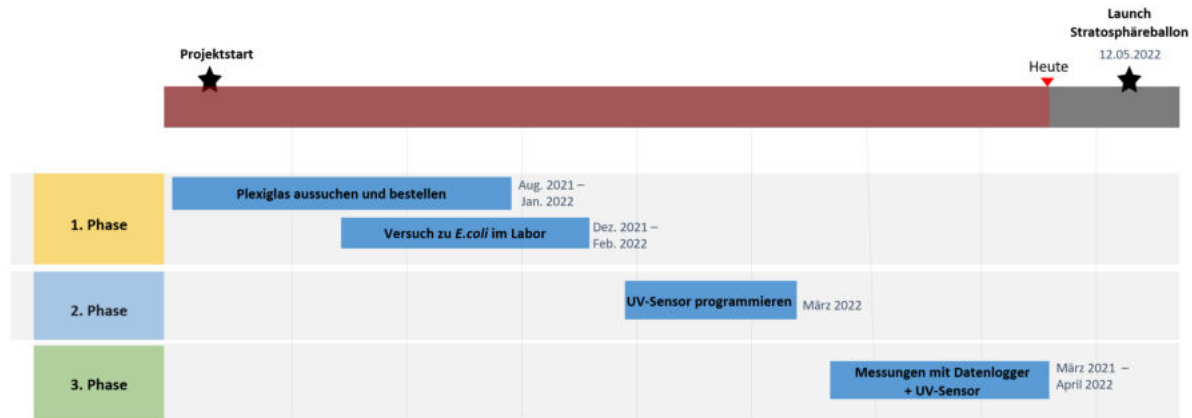 Launch
Stratosphäreballon
12.05.2022
Projektstart
Heute
1. Phase
Plexiglas aussuchen und bestellen
Aug. 2021 –
Jan. 2022
Versuch zu E.coli im Labor
Dez. 2021 –
Feb. 2022
2. Phase
UV-Sensor programmieren
März 2022
3. Phase
Messungen mit Datenlogger
+ UV-Sensor
März 2021 –
April 2022